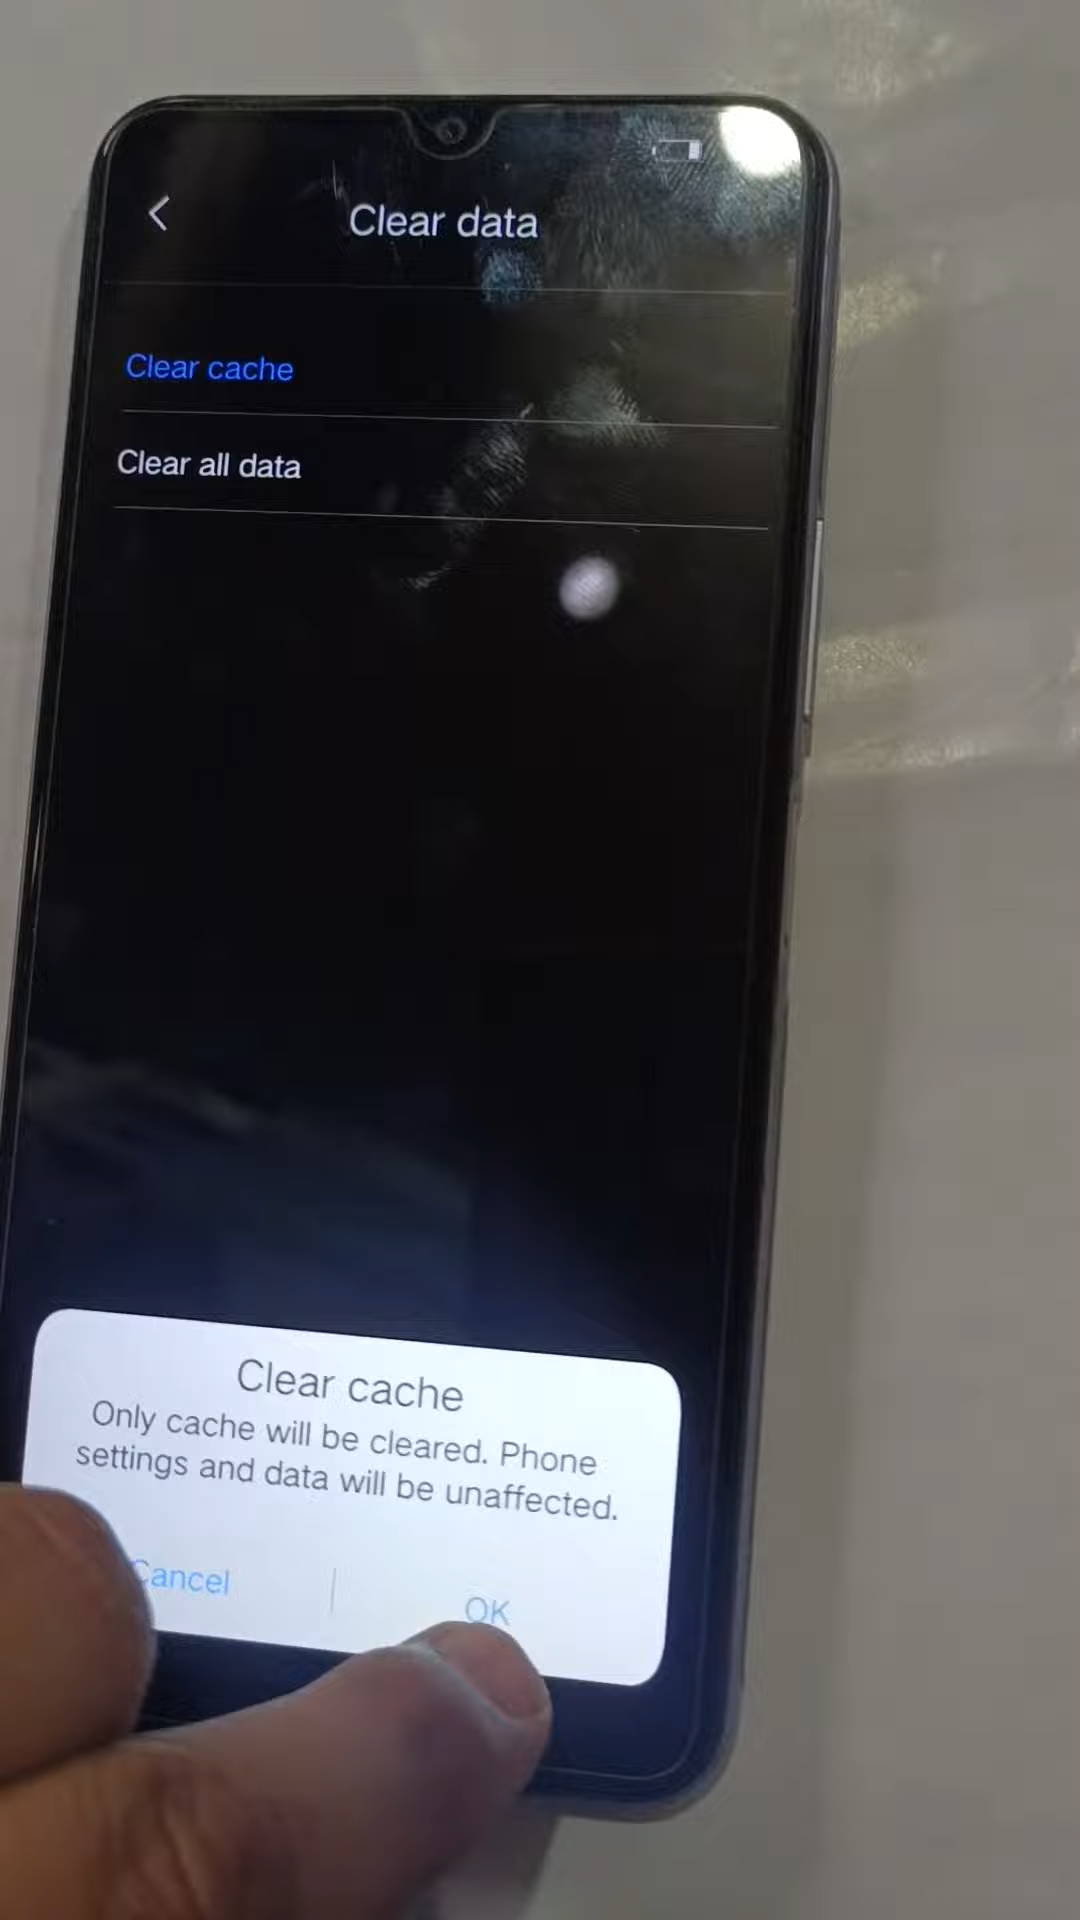 Clear data
Clear cache
Clear all data
Clear cache
Only cache will be cleared. Phone
settings and data will be unaffected.
Cancel
OK